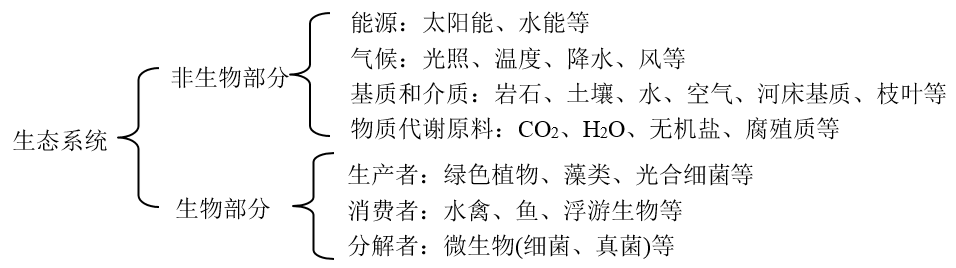 能源：太阳能、水能等
气候：光照、温度、降水、风等
非生物部分
基质和介质：岩石、土壤、水、空气、河床基质、枝叶等
物质代谢原料：CO2、H2O、无机盐、腐殖质等
生态系统
生产者：绿色植物、藻类、光合细菌等
生物部分
消费者：水禽、鱼、浮游生物等
分解者：微生物(细菌、真菌)等